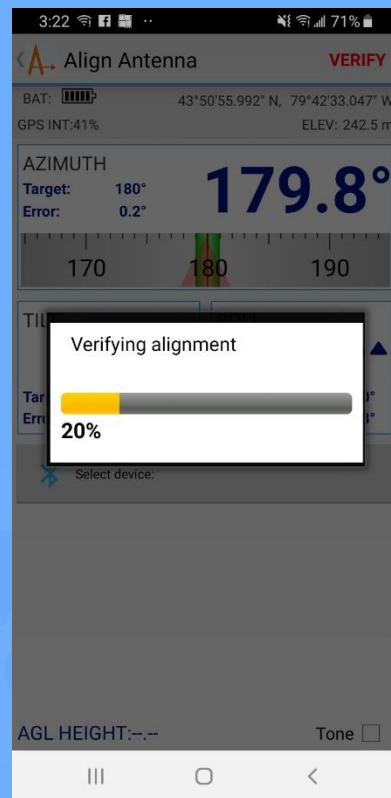 3:22 71%
Align Antenna VERIFY
BAT: 43°50'55.992" N, 79°42'33.047" W
GPS INT:41% ELEV: 242.5 m
AZIMUTH
Target: 180° 179.8°
Error: 0.2°
170 180 190
Verifying alignment
20%
Select device:
AGL HEIGHT:--.-- Tone